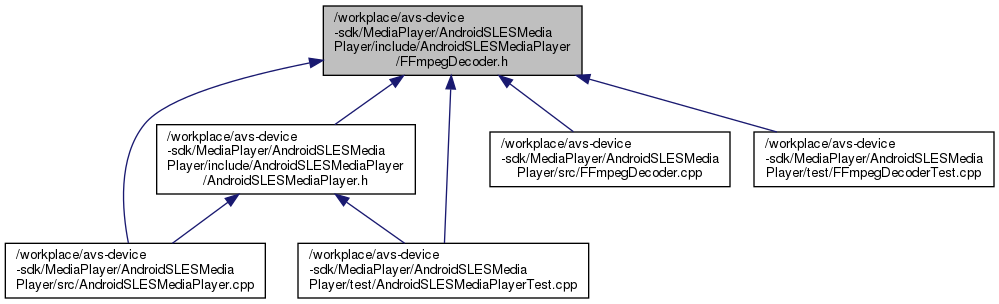 /workplace/avs-device
-sdk/MediaPlayer/AndroidSLESMedia
Player/include/AndroidSLESMediaPlayer
/FFmpegDecoder.h
/workplace/avs-device
-sdk/MediaPlayer/AndroidSLESMedia
Player/include/AndroidSLESMediaPlayer
/AndroidSLESMediaPlayer.h
/workplace/avs-device
-sdk/MediaPlayer/AndroidSLESMedia
Player/src/FFmpegDecoder.cpp
/workplace/avs-device
-sdk/MediaPlayer/AndroidSLESMedia
Player/test/FFmpegDecoderTest.cpp
/workplace/avs-device
-sdk/MediaPlayer/AndroidSLESMedia
Player/src/AndroidSLESMediaPlayer.cpp
/workplace/avs-device
-sdk/MediaPlayer/AndroidSLESMedia
Player/test/AndroidSLESMediaPlayerTest.cpp